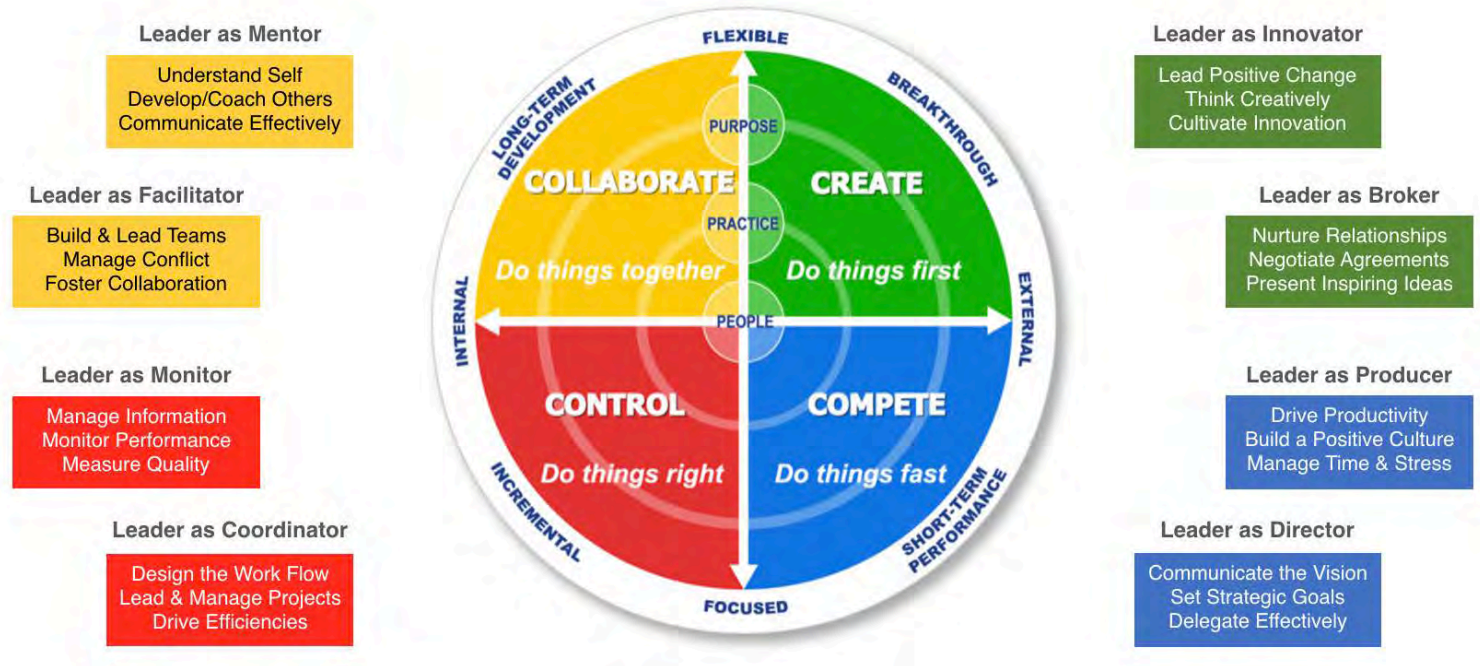 Leader as Mentor
Understand Self
Develop/Coach Others
Communicate Effectively
Leader as Facilitator
Build & Lead Teams
Manage Conflict
Foster Collaboration
Leader as Monitor
Manage Information
Monitor Performance
Measure Quality
Leader as Coordinator
Design the Work Flow
Lead & Manage Projects
Drive Efficiencies
FLEXIBLE
LONG-TERM
DEVELOPMENT
BREAKTHROUGH
PURPOSE
COLLABORATE
CREATE
PRACTICE
Do things together
Do things first
INTERNAL
PEOPLE
EXTERNAL
CONTROL
COMPETE
Do things right
Do things fast
INCREMENTAL
SHORT-TERM
PERFORMANCE
FOCUSED
Leader as Innovator
Lead Positive Change
Think Creatively
Cultivate Innovation
Leader as Broker
Nurture Relationships
Negotiate Agreements
Present Inspiring Ideas
Leader as Producer
Drive Productivity
Build a Positive Culture
Manage Time & Stress
Leader as Director
Communicate the Vision
Set Strategic Goals
Delegate Effectively